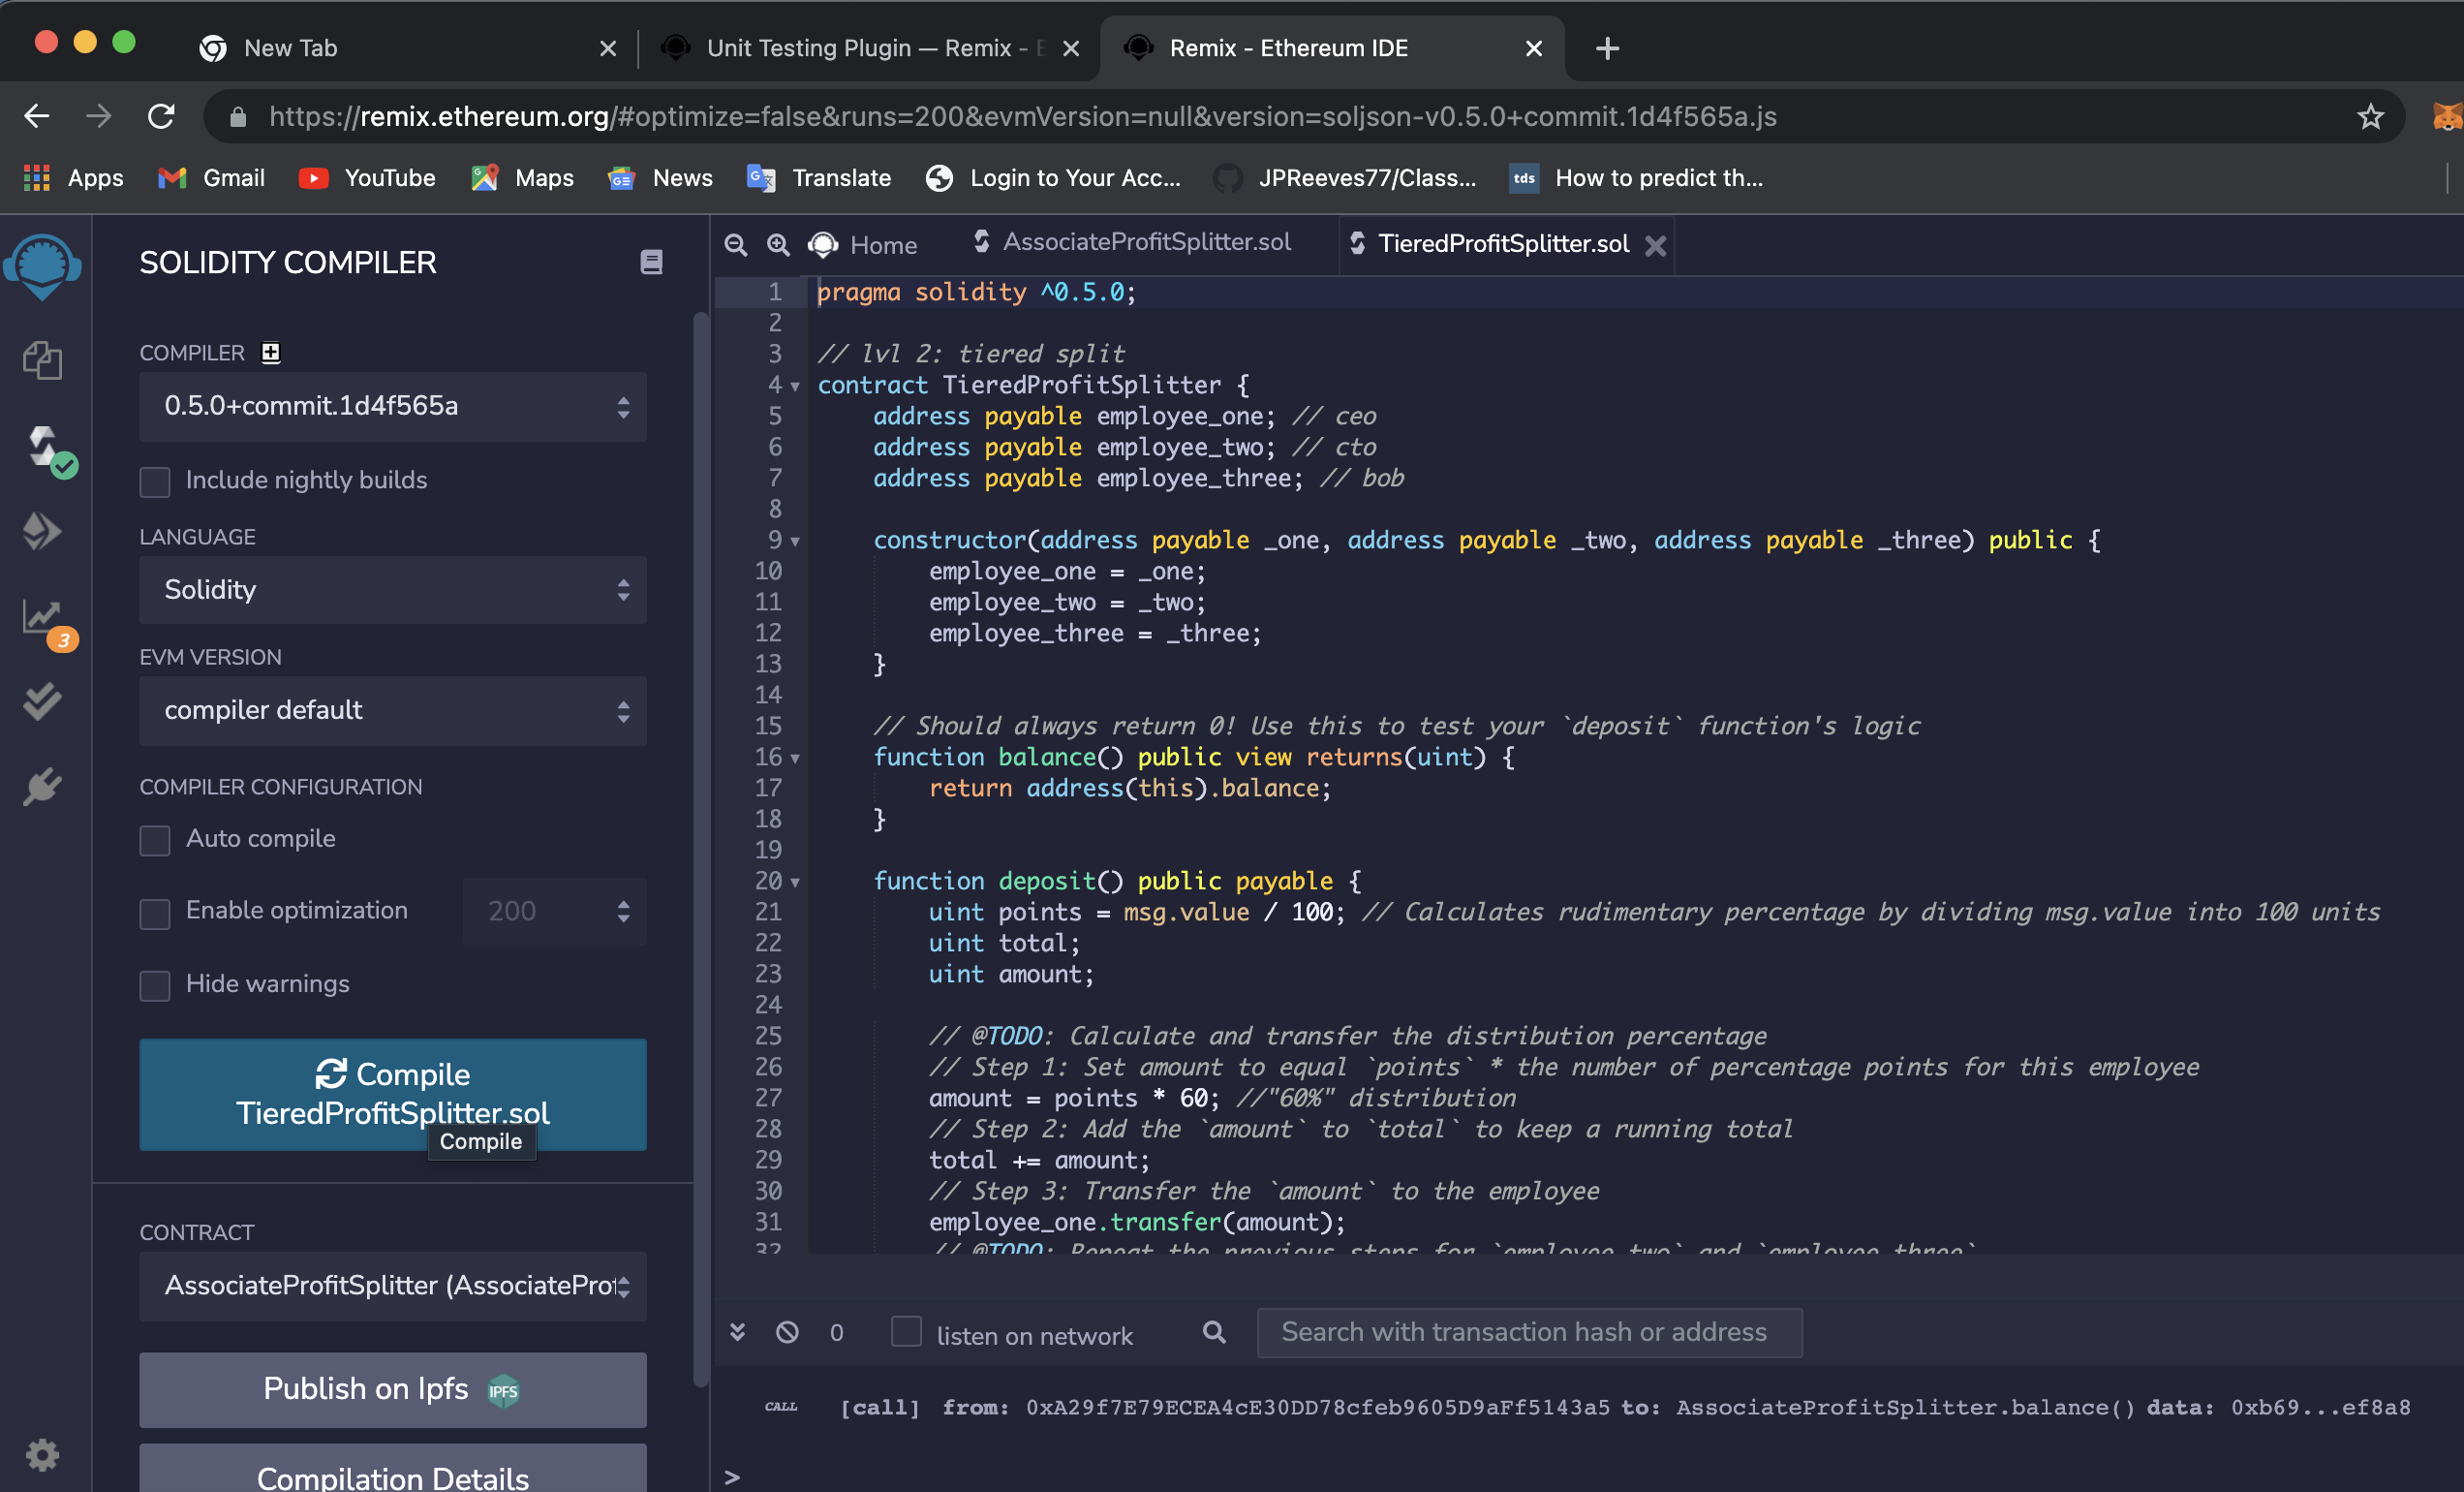 New Tab
Unit Testing Plugin — Remix - E
Remix - Ethereum IDE
https://remix.ethereum.org/#optimize=false&runs=200&evmVersion=null&version=soljson-v0.5.0+commit.1d4f565a.js
Apps
Gmail
YouTube
Maps
News
Translate
Login to Your Acc...
JPReeves77/Class...
tds
How to predict th...
SOLIDITY COMPILER
COMPILER
0.5.0+commit.1d4f565a
Include nightly builds
LANGUAGE
Solidity
EVM VERSION
compiler default
COMPILER CONFIGURATION
Auto compile
Enable optimization
200
Hide warnings
Compile
TieredProfitSplitter.sol
Compile
CONTRACT
AssociateProfitSplitter (AssociateProf
Publish on Ipfs
IPFS
Compilation Details
3
Home
AssociateProfitSplitter.sol
TieredProfitSplitter.sol
1 pragma solidity ^0.5.0;
2
3 // lvl 2: tiered split
4 contract TieredProfitSplitter {
5 address payable employee_one; // ceo
6 address payable employee_two; // cto
7 address payable employee_three; // bob
8
9 constructor(address payable _one, address payable _two, address payable _three) public {
10 employee_one = _one;
11 employee_two = _two;
12 employee_three = _three;
13 }
14
15 // Should always return 0! Use this to test your `deposit` function's logic
16 function balance() public view returns(uint) {
17 return address(this).balance;
18 }
19
20 function deposit() public payable {
21 uint points = msg.value / 100; // Calculates rudimentary percentage by dividing msg.value into 100 units
22 uint total;
23 uint amount;
24
25 // @TODO: Calculate and transfer the distribution percentage
26 // Step 1: Set amount to equal `points` * the number of percentage points for this employee
27 amount = points * 60; //"60%" distribution
28 // Step 2: Add the `amount` to `total` to keep a running total
29 total += amount;
30 // Step 3: Transfer the `amount` to the employee
31 employee_one.transfer(amount);
32 // @TODO: Repeat the previous steps for `employee_two` and `employee_three`
0
listen on network
Search with transaction hash or address
CALL
[call] from: 0xA29f7E79ECEA4cE30DD78cfeb9605D9aFf5143a5 to: AssociateProfitSplitter.balance() data: 0xb69...ef8a8
>